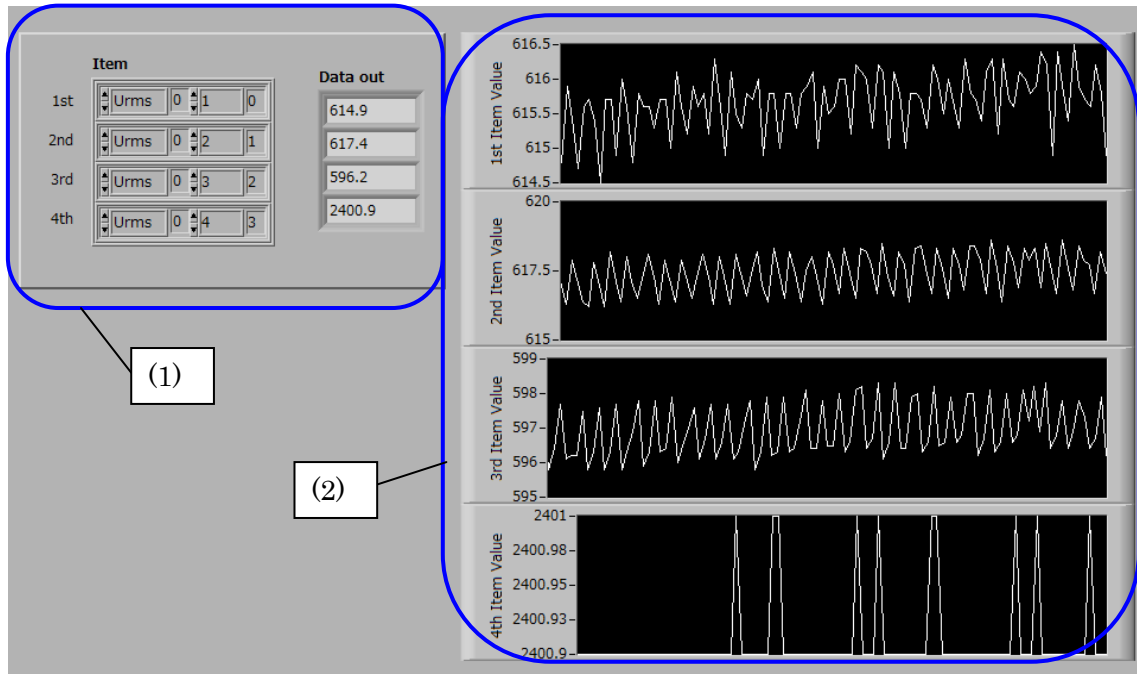 Item
Data out
1st Urms 0 1 0
614.9
2nd Urms 0 2 1
617.4
3rd Urms 0 3 2
596.2
4th Urms 0 4 3
2400.9
(1)
(2)
1st Item Value
616.5
616
615.5
615
614.5
2nd Item Value
620
617.5
615
3rd Item Value
599
598
597
596
595
4th Item Value
2401
2400.98
2400.95
2400.93
2400.9